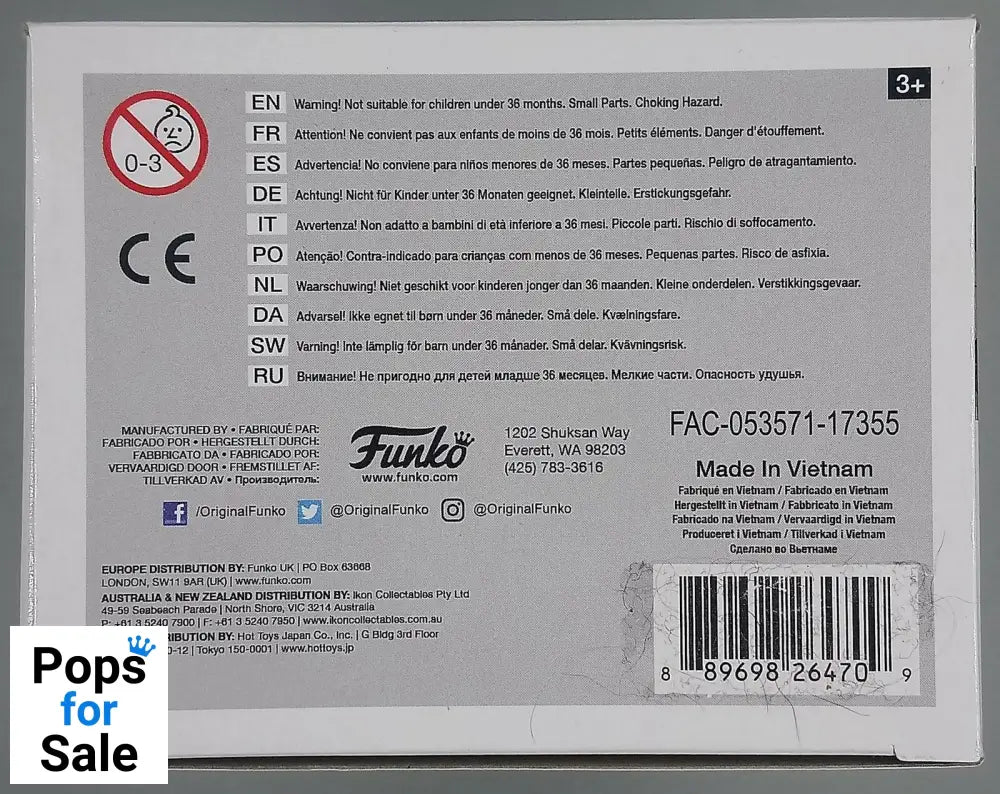 3+
0-3
EN Warning! Not suitable for children under 36 months. Small Parts. Choking Hazard.
FR Attention! Ne convient pas aux enfants de moins de 36 mois. Petits éléments. Danger d'étouffement.
ES Advertencia! No conviene para niños menores de 36 meses. Partes pequeñas. Peligro de atragantamiento.
DE Achtung! Nicht für Kinder unter 36 Monaten geeignet. Kleintelle. Erstickungsgefahr.
IT Avvertenza! Non adatto a bambini di età inferiore a 36 mesi. Piccole parti. Rischio di soffocamento.
PO Atenção! Contra-indicado para crianças com menos de 36 meses. Pequenas partes. Risco de asfixia.
NL Waarschuwing! Niet geschikt voor kinderen jonger dan 36 maanden. Kleine onderdelen. Verstikkingsgevaar.
DA Advarsel! Ikke egnet til børn under 36 måneder. Små dele. Kvælningsfare.
SW Varning! Inte lämplig för barn under 36 månader. Små delar. Kvävningsrisk.
RU Внимание! Не пригодно для детей младше 36 месяцев. Мелкие части. Опасность удушья.
CE
MANUFACTURED BY • FABRIQUÉ PAR:
FABRICADO POR • HERGESTELLT DURCH:
FABBRICATO DA • FABRICADO POR:
VERVAARDIGD DOOR • FREMSTILLET AF:
TILLVERKAD AV • Производитель:
Funko
www.funko.com
1202 Shuksan Way
Everett, WA 98203
(425) 783-3616
/OriginalFunko @OriginalFunko @OriginalFunko
FAC-053571-17355
Made In Vietnam
Fabriqué en Vietnam / Fabricado en Vietnam
Hergestellt in Vietnam / Fabbricato in Vietnam
Fabricado na Vietnam / Vervaardigd in Vietnam
Produceret i Vietnam / Tillverkad i Vietnam
Сделано во Вьетнаме
EUROPE DISTRIBUTION BY: Funko UK | PO Box 63668
LONDON, SW11 9AR (UK) | www.funko.com
AUSTRALIA & NEW ZEALAND DISTRIBUTION BY: Ikon Collectables Pty Ltd
49-59 Seabeach Parade | North Shore, VIC 3214 Australia
P: +61 3 5240 7900 | F: +61 3 5240 7950 | www.ikoncollectables.com.au
RIBUTION BY: Hot Toys Japan Co., Inc. | G Bldg 3rd Floor
0-12 | Tokyo 150-0001 | www.hottoys.jp
8 89698 26470 9
Pops
for
Sale